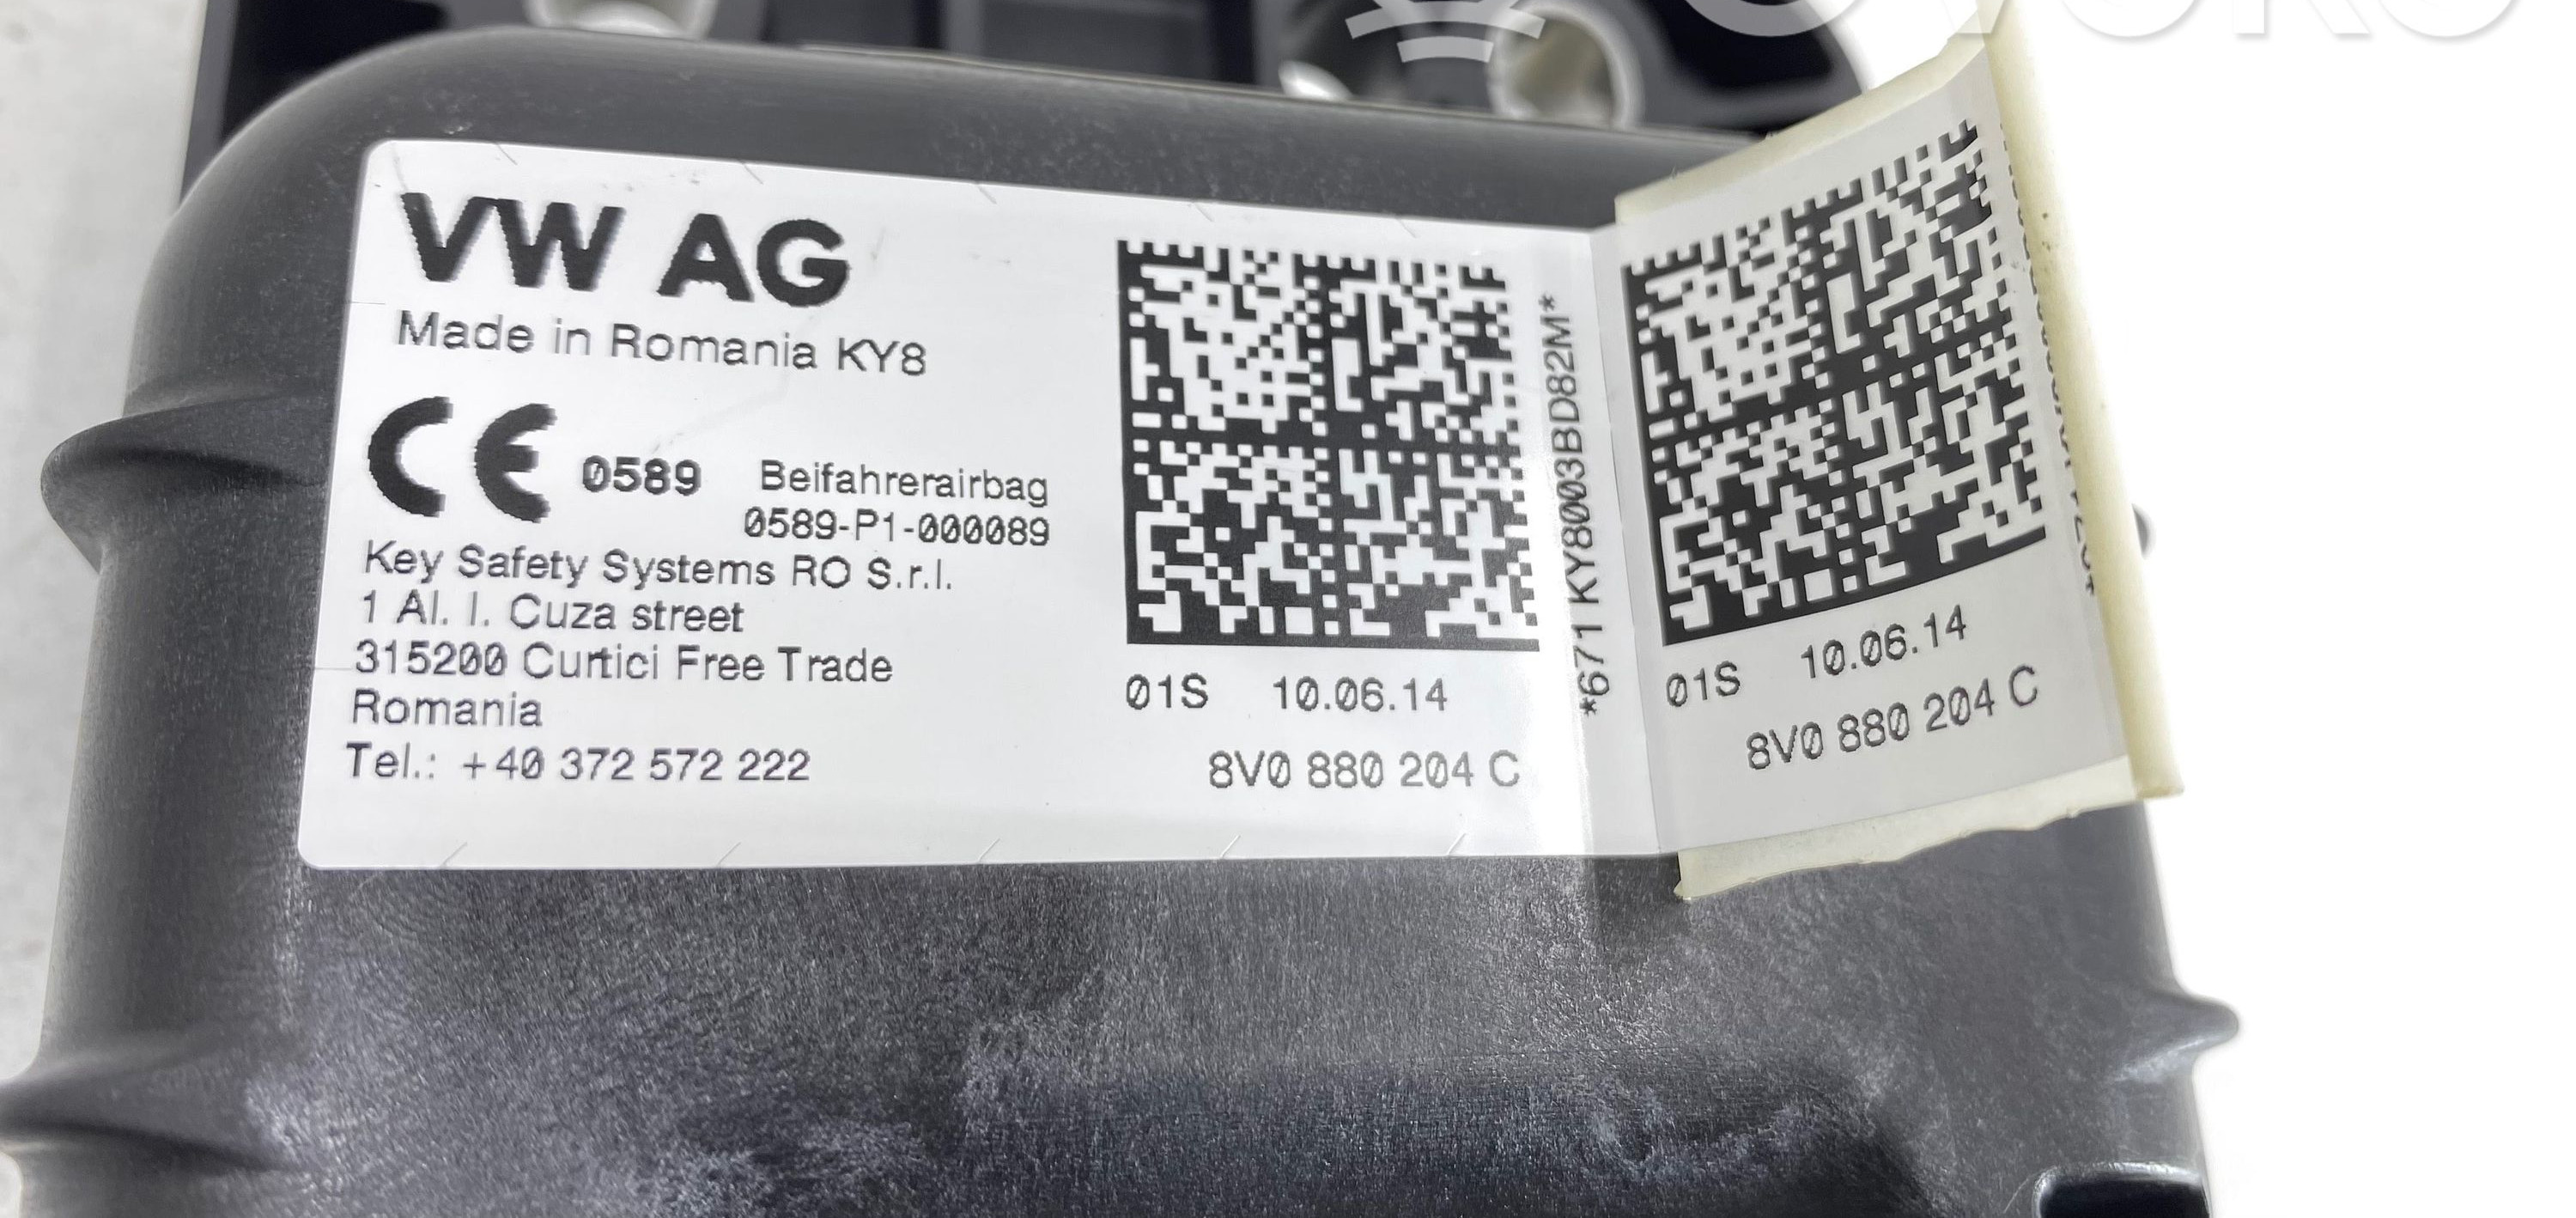 OVOKO
VW AG
Made in Romania KY8
CE 0589 Beifahrerairbag
0589-P1-000089
Key Safety Systems RO S.r.l.
1 Al. I. Cuza street
315200 Curtici Free Trade
Romania
Tel.: +40 372 572 222
01S 10.06.14
8V0 880 204 C
*671 KY8003BD82M*
01S 10.06.14
8V0 880 204 C